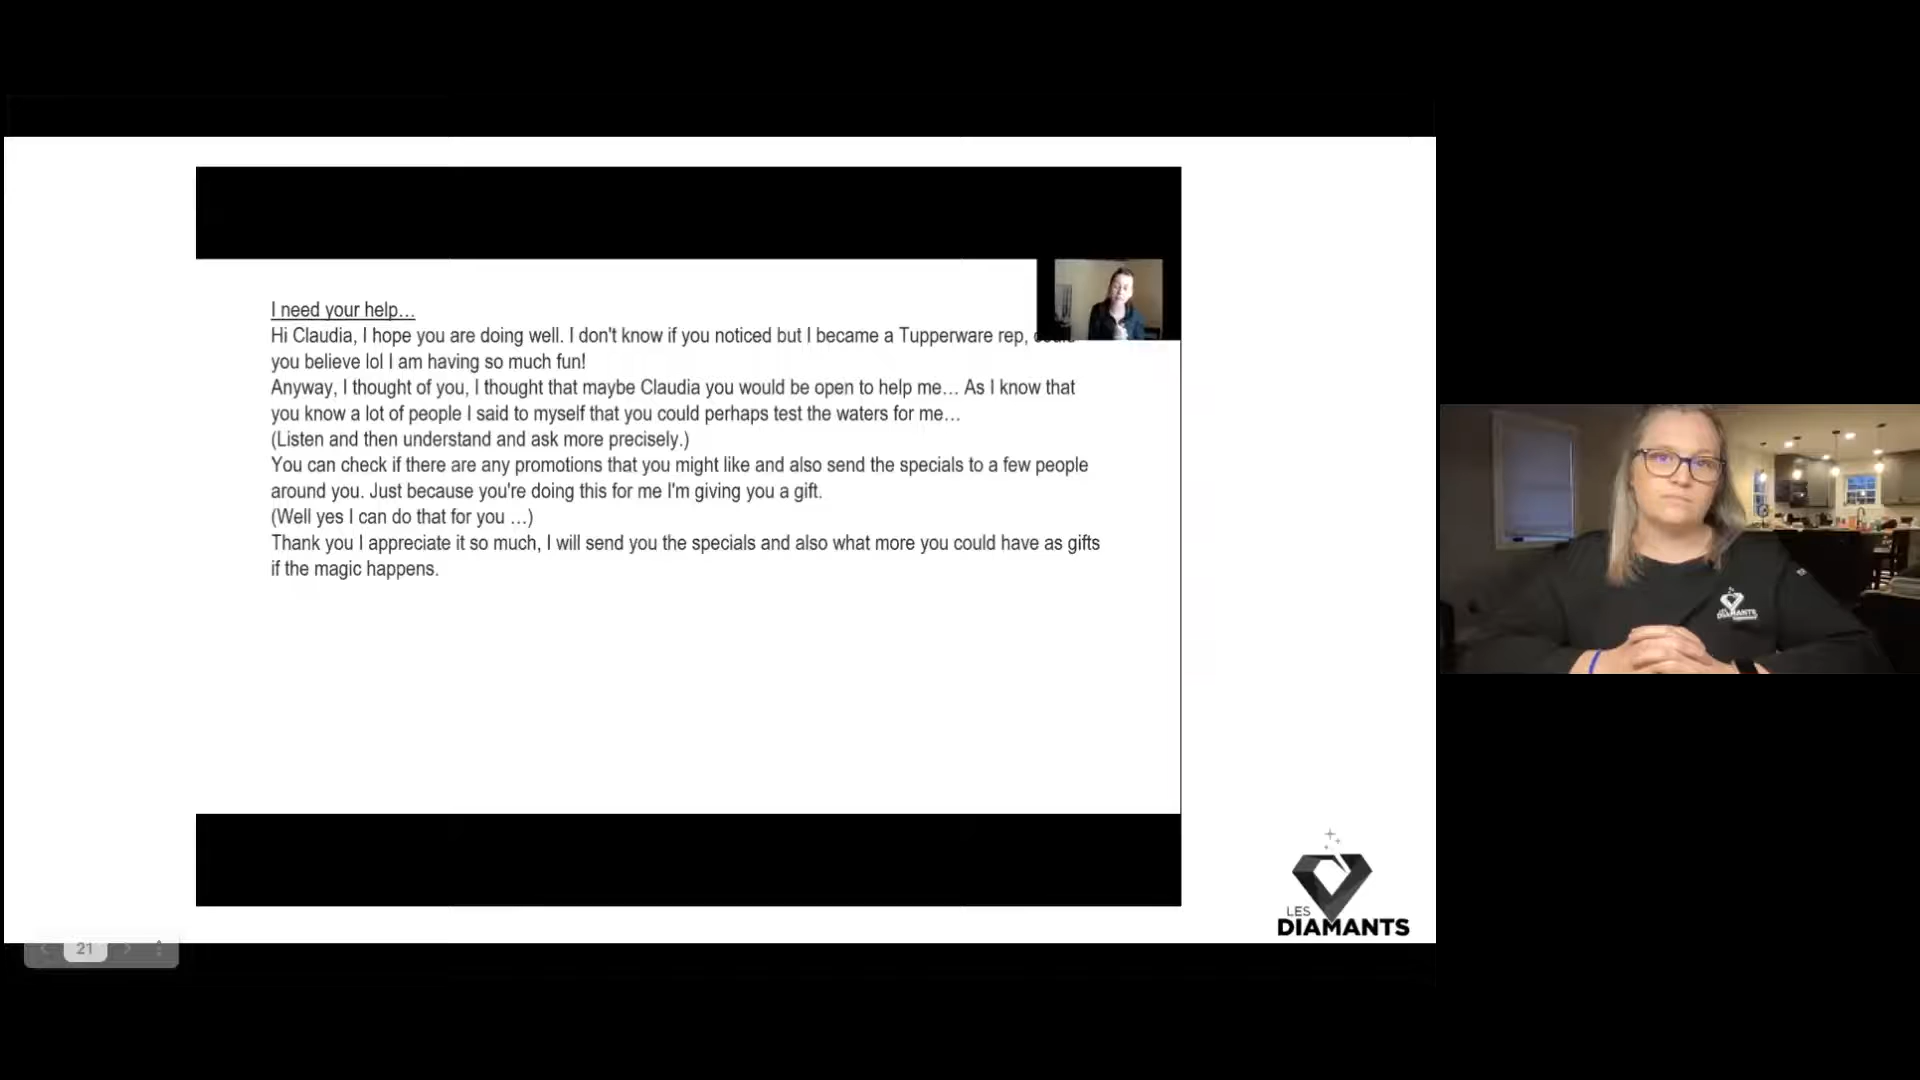 I need your help…
Hi Claudia, I hope you are doing well. I don't know if you noticed but I became a Tupperware rep,
you believe lol I am having so much fun!
Anyway, I thought of you, I thought that maybe Claudia you would be open to help me… As I know that
you know a lot of people I said to myself that you could perhaps test the waters for me…
(Listen and then understand and ask more precisely.)
You can check if there are any promotions that you might like and also send the specials to a few people
around you. Just because you're doing this for me I'm giving you a gift.
(Well yes I can do that for you …)
Thank you I appreciate it so much, I will send you the specials and also what more you could have as gifts
if the magic happens.
LES
DIAMANTS
LES
DIAMANTS
21